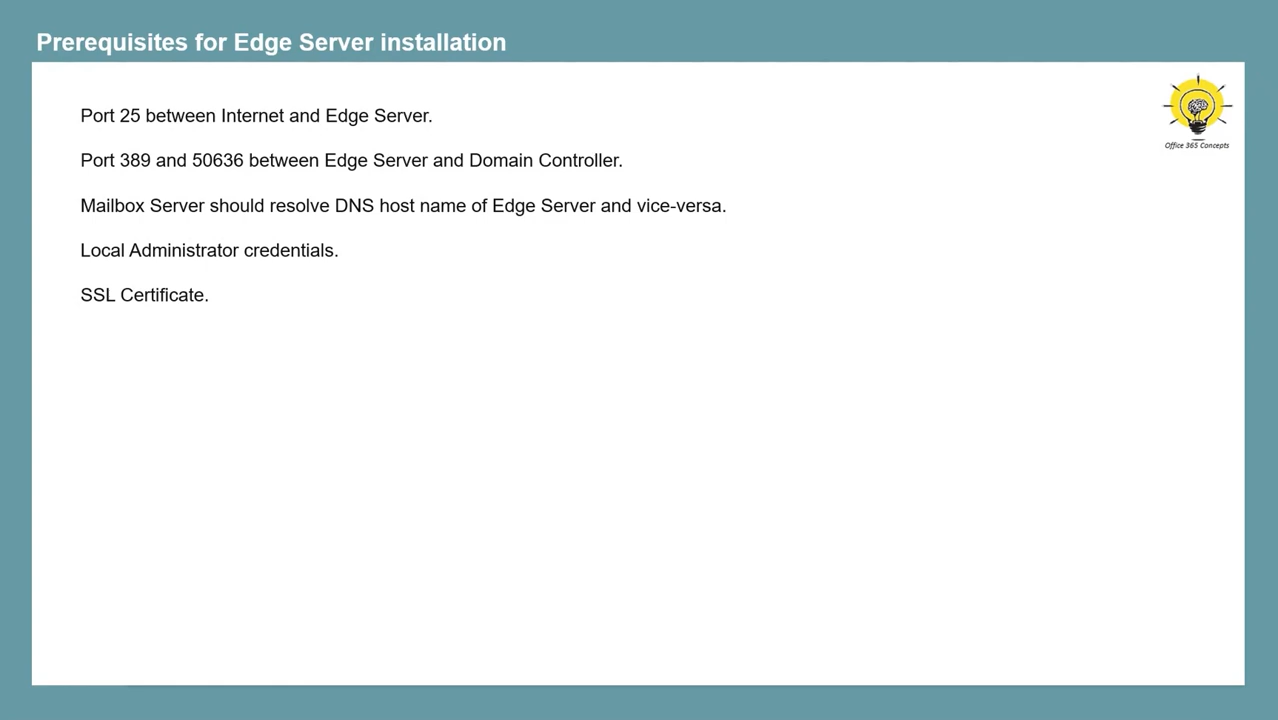 Prerequisites for Edge Server installation
Port 25 between Internet and Edge Server.
Port 389 and 50636 between Edge Server and Domain Controller.
Mailbox Server should resolve DNS host name of Edge Server and vice-versa.
Local Administrator credentials.
SSL Certificate.
Office 365 Concepts